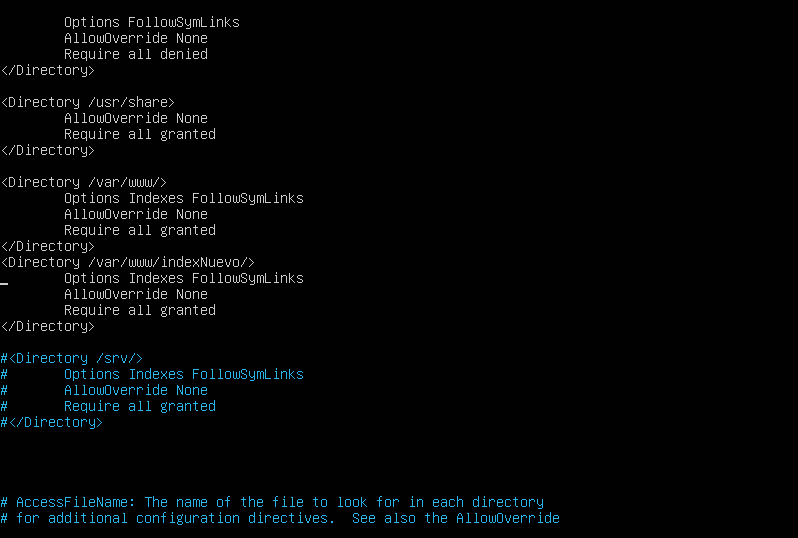 Options FollowSymLinks
        AllowOverride None
        Require all denied
</Directory>

<Directory /usr/share>
        AllowOverride None
        Require all granted
</Directory>

<Directory /var/www/>
        Options Indexes FollowSymLinks
        AllowOverride None
        Require all granted
</Directory>
<Directory /var/www/indexNuevo/>
        Options Indexes FollowSymLinks
        AllowOverride None
        Require all granted
</Directory>

#<Directory /srv/>
#       Options Indexes FollowSymLinks
#       AllowOverride None
#       Require all granted
#</Directory>

# AccessFileName: The name of the file to look for in each directory
# for additional configuration directives.  See also the AllowOverride